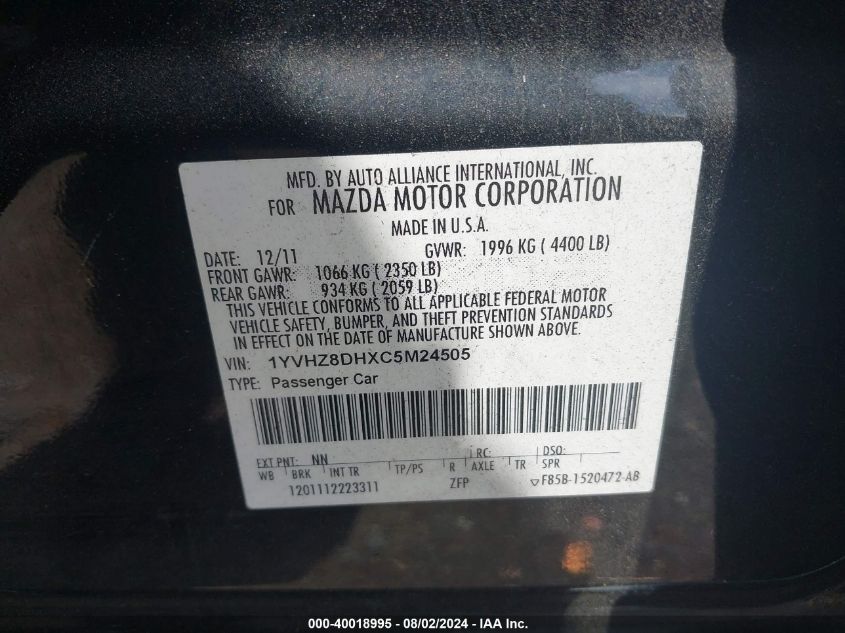 MFD. BY AUTO ALLIANCE INTERNATIONAL, INC.
FOR MAZDA MOTOR CORPORATION
MADE IN U.S.A.
DATE: 12/11 GVWR: 1996 KG ( 4400 LB)
FRONT GAWR: 1066 KG ( 2350 LB)
REAR GAWR: 934 KG ( 2059 LB)
THIS VEHICLE CONFORMS TO ALL APPLICABLE FEDERAL MOTOR
VEHICLE SAFETY, BUMPER, AND THEFT PREVENTION STANDARDS
IN EFFECT ON THE DATE OF MANUFACTURE SHOWN ABOVE.
VIN: 1YVHZ8DHXC5M24505
TYPE: Passenger Car
EXT PNT: NN RC: DSO:
WB BRK INT TR TP/PS R AXLE TR SPR
1201112223311 ZFP ▽F85B-1520472-AB
000-40018995 - 08/02/2024 - IAA Inc.